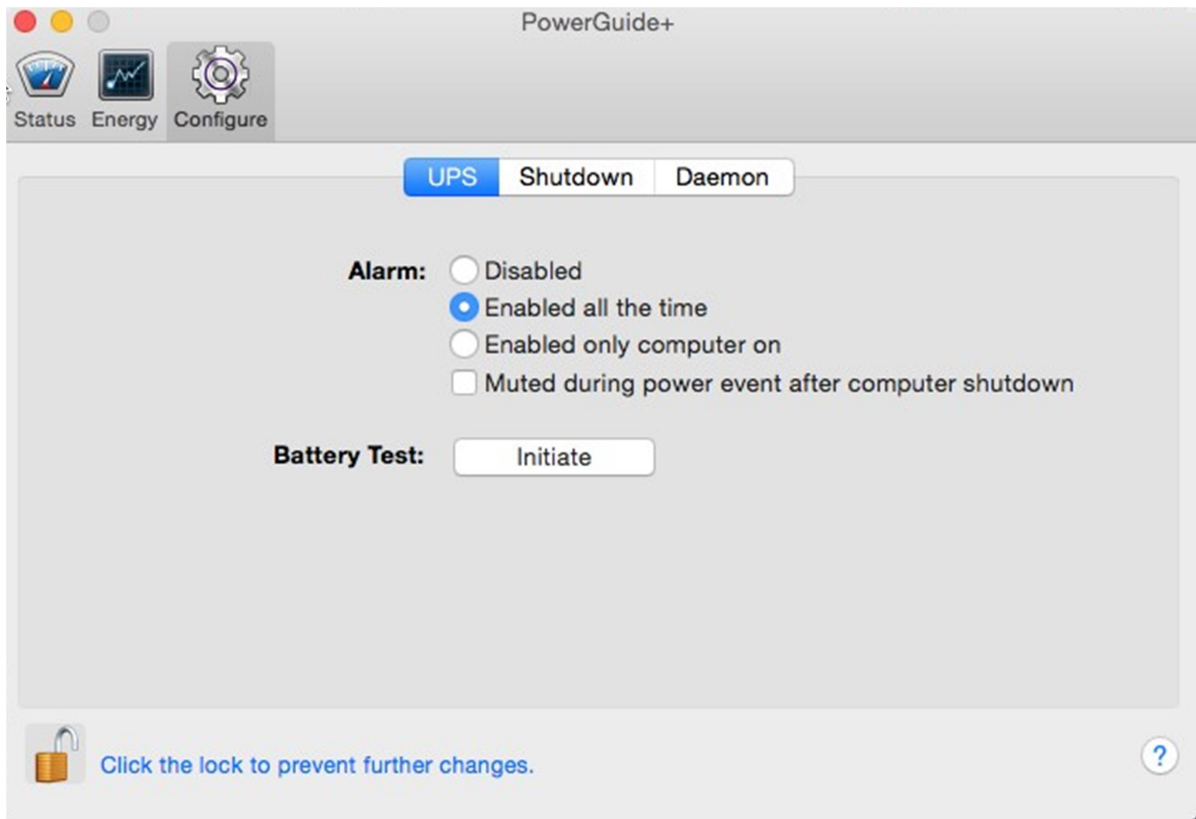 PowerGuide+
Status Energy Configure
UPS Shutdown Daemon
Alarm: Disabled
Enabled all the time
Enabled only computer on
Muted during power event after computer shutdown
Battery Test: Initiate
Click the lock to prevent further changes.
?